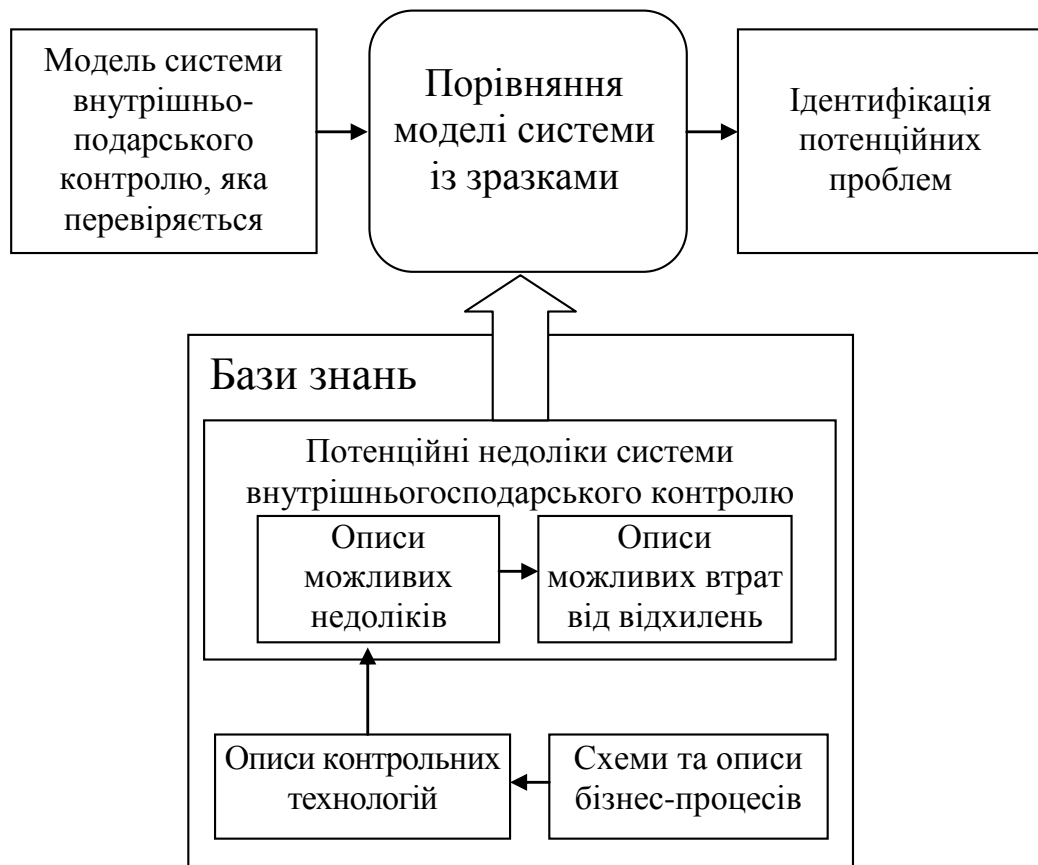 Модель системи
внутрішньо-
подарського
контролю, яка
перевіряється
Порівняння
моделі системи
із зразками
Ідентифікація
потенційних
проблем
Бази знань
Потенційні недоліки системи
внутрішньогосподарського контролю
Описи
можливих
недоліків
Описи
можливих втрат
від відхилень
Описи контрольних
технологій
Схеми та описи
бізнес-процесів